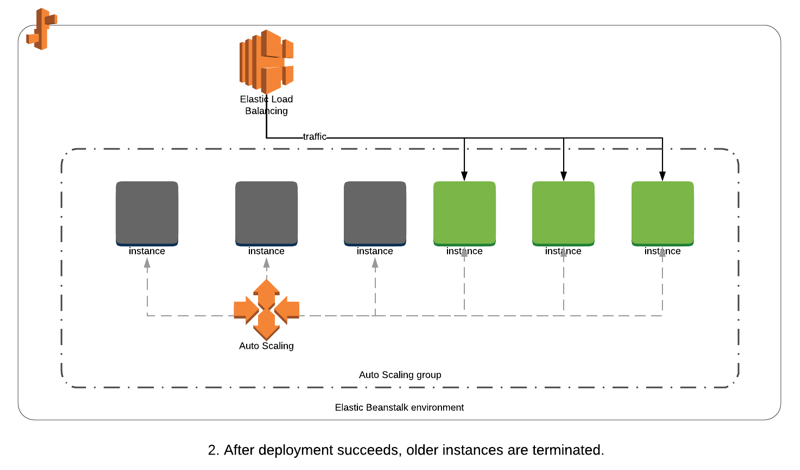 Elastic Load
Balancing
traffic
instance
instance
instance
instance
instance
instance
Auto Scaling
Auto Scaling group
Elastic Beanstalk environment
2. After deployment succeeds, older instances are terminated.